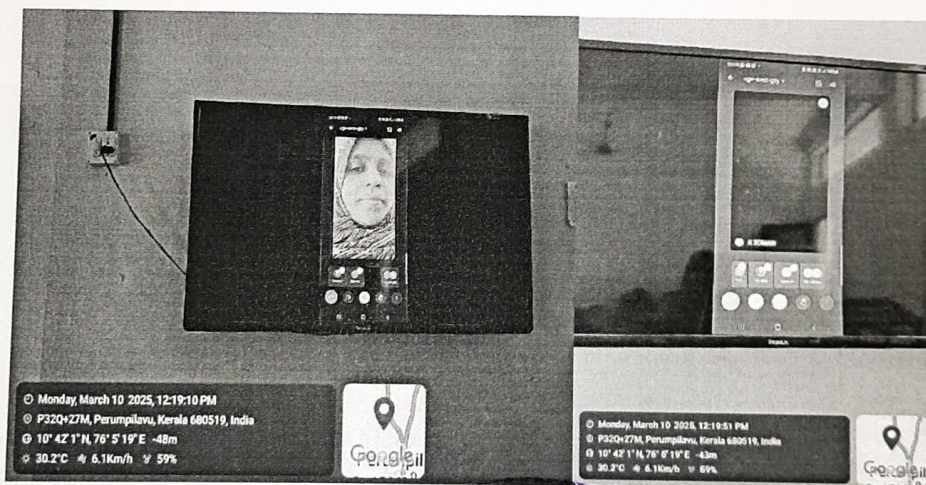 Monday, March 10 2025, 12:19:10 PM
P32Q+27M, Perumpilavu, Kerala 680519, India
10° 42' 1" N, 76° 5' 19" E -48m
30.2°C 6.1Km/h 59%
Google
Monday, March 10 2025, 12:19:51 PM
P32Q+27M, Perumpilavu, Kerala 680519, India
10° 42' 1" N, 76° 5' 19" E -43m
30.2°C 6.1Km/h 59%
Google